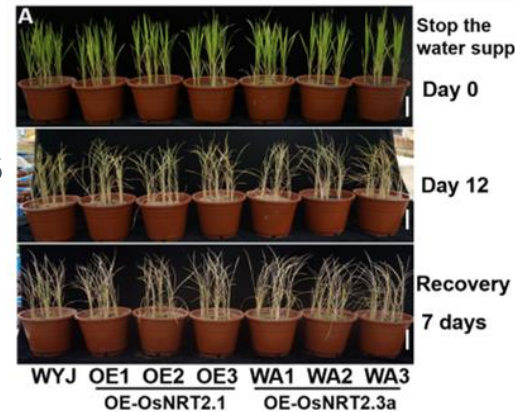 A
Stop the
water supp
Day 0
S
Day 12
Recovery
7 days
WYJ OE1 OE2 OE3 WA1 WA2 WA3
OE-OsNRT2.1 OE-OsNRT2.3a